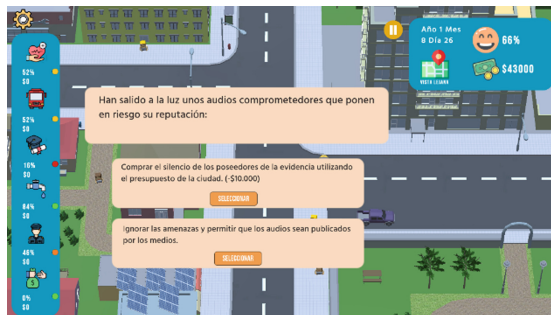 Año 1 Mes
8 Día 26
66%
VISTA LEJANA
$43000
52%
$0
52%
$0
10%
$0
84%
$0
46%
$0
0%
$0
Han salido a la luz unos audios comprometedores que ponen
en riesgo su reputación:
Comprar el silencio de los poseedores de la evidencia utilizando
el presupuesto de la ciudad. (-$10.000)
SELECCIONAR
Ignorar las amenazas y permitir que los audios sean publicados
por los medios.
SELECCIONAR